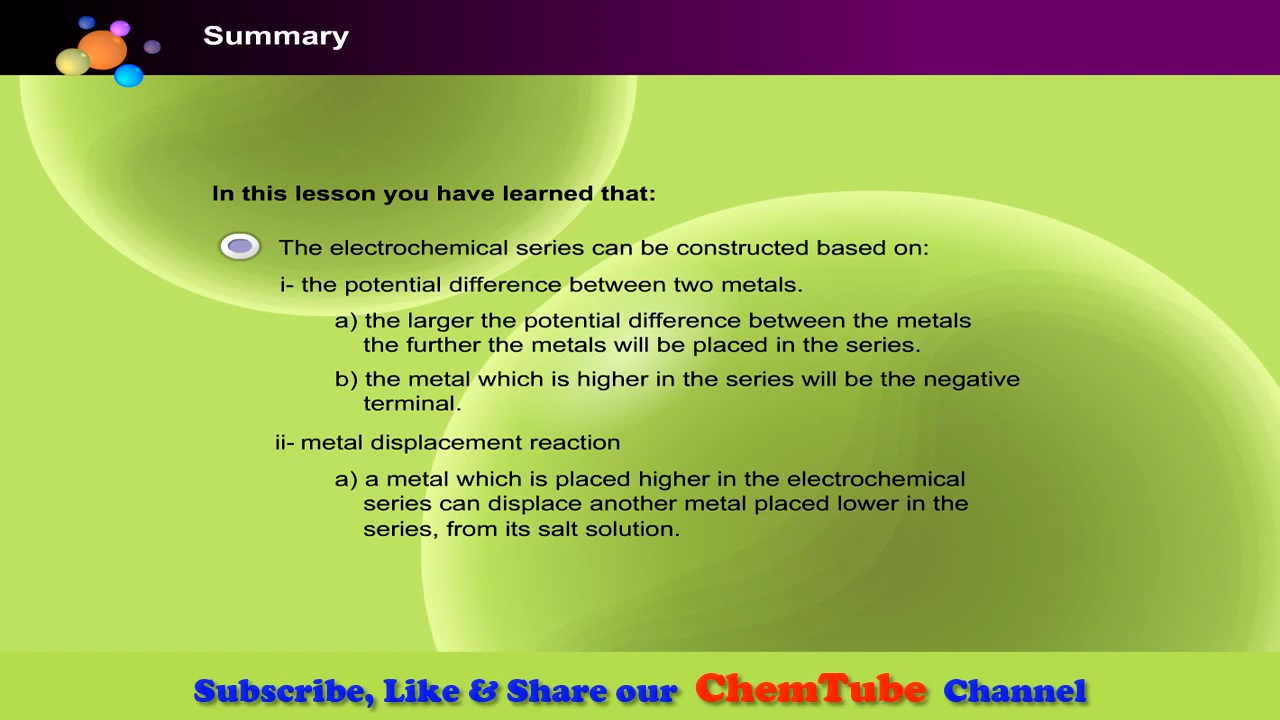 Summary
In this lesson you have learned that:
The electrochemical series can be constructed based on:
i- the potential difference between two metals.
a) the larger the potential difference between the metals
the further the metals will be placed in the series.
b) the metal which is higher in the series will be the negative
terminal.
ii- metal displacement reaction
a) a metal which is placed higher in the electrochemical
series can displace another metal placed lower in the
series, from its salt solution.
Subscribe, Like & Share our ChemTube Channel